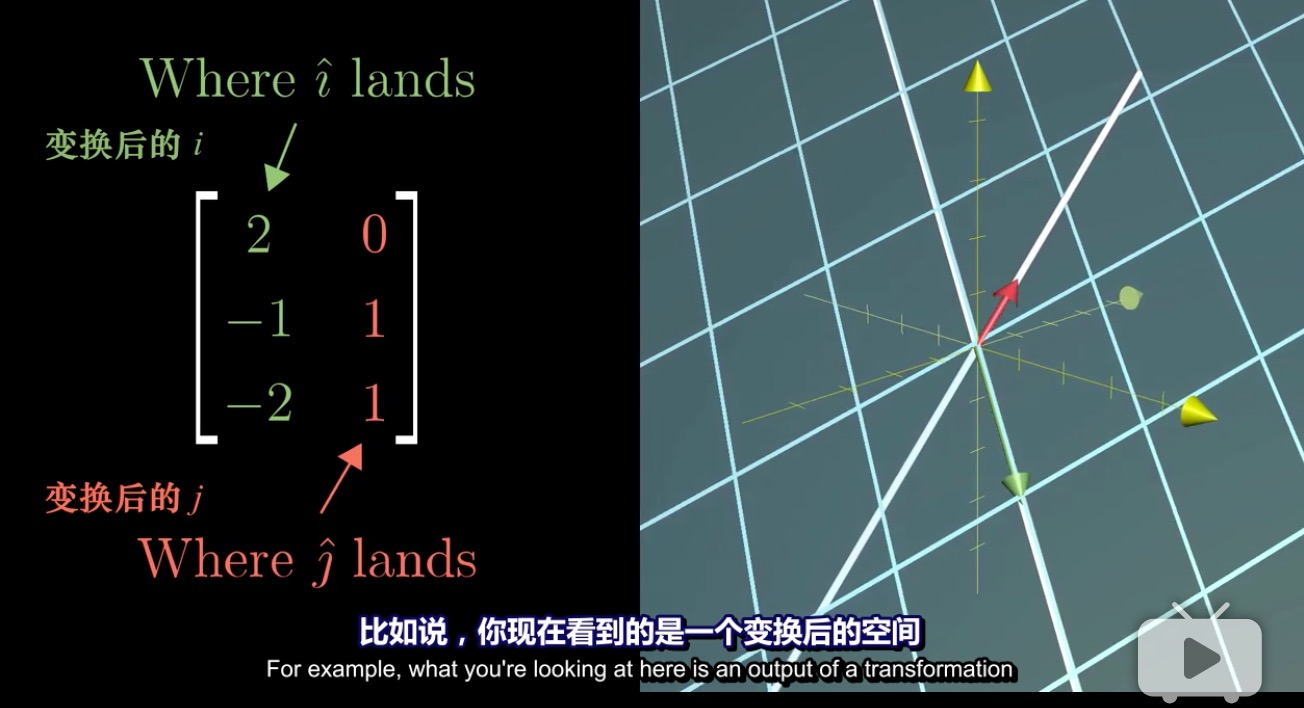 Where î lands
变换后的 i
2 0
−1 1
−2 1
变换后的 j
Where ĵ lands
比如说，你现在看到的是一个变换后的空间
For example, what you're looking at here is an output of a transformation